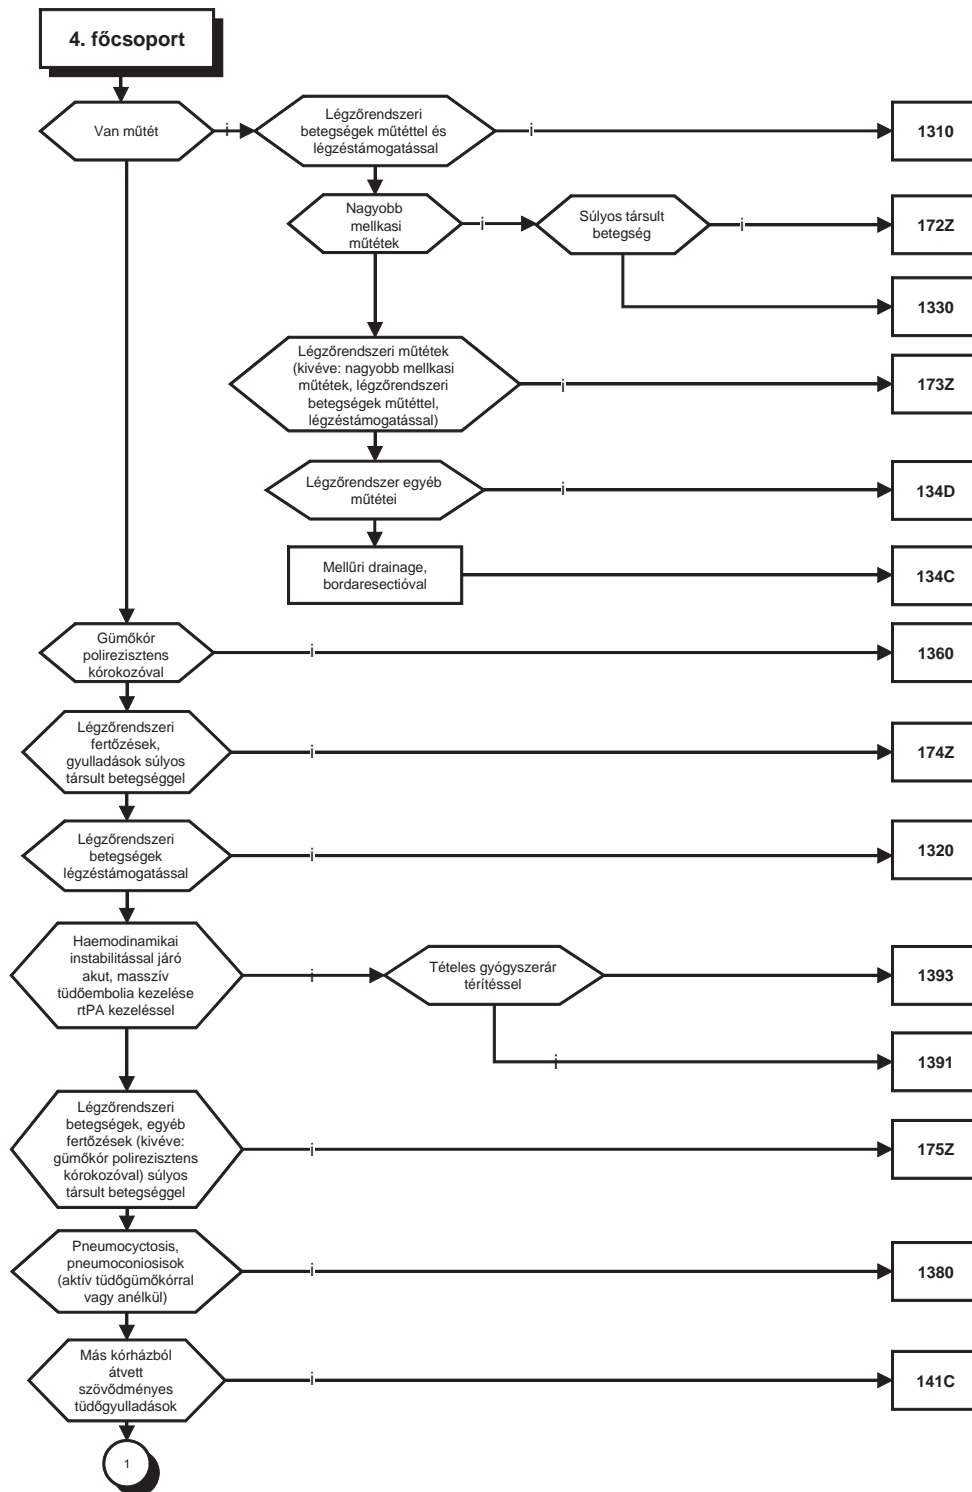 4. főcsoport
Van műtét
i
Légzőrendszeri
betegségek műtéttel és
légzéstámogatással
i
1310
Nagyobb
mellkasi
műtétek
i
Súlyos társult
betegség
i
172Z
1330
Légzőrendszeri műtétek
(kivéve: nagyobb mellkasi
műtétek, légzőrendszeri
betegségek műtéttel,
légzéstámogatással)
i
173Z
Légzőrendszer egyéb
műtétei
i
134D
Mellűri drainage,
bordaresectióval
134C
Gümőkór
polirezisztens
kórokozóval
i
1360
Légzőrendszeri
fertőzések,
gyulladások súlyos
társult betegséggel
i
174Z
Légzőrendszeri
betegségek
légzéstámogatással
i
1320
Haemodinamikai
instabilitással járó
akut, masszív
tüdőembolia kezelése
rtPA kezeléssel
i
Tételes gyógyszerár
térítéssel
1393
i
1391
Légzőrendszeri
betegségek, egyéb
fertőzések (kivéve:
gümőkór polirezisztens
kórokozóval) súlyos
társult betegséggel
i
175Z
Pneumocyctosis,
pneumoconiosisok
(aktív tüdőgümőkórral
vagy anélkül)
i
1380
Más kórházból
átvett
szövődményes
tüdőgyulladások
i
141C
1